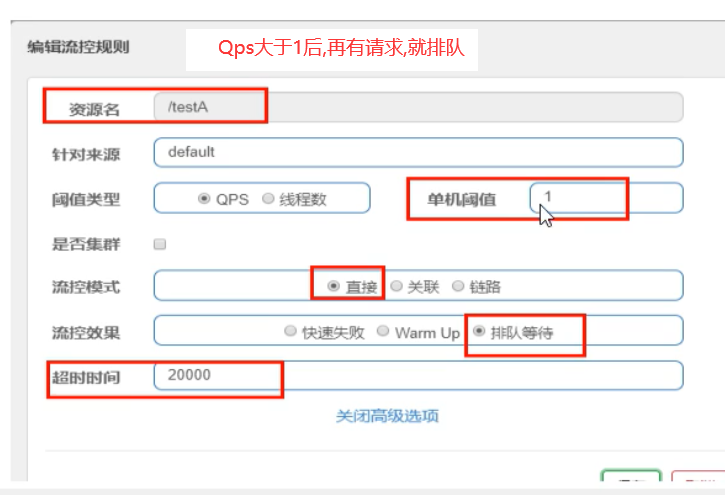 编辑流控规则
Qps大于1后,再有请求,就排队
资源名 /testA
针对来源 default
阈值类型 QPS 线程数 单机阈值 1
是否集群
流控模式 直接 关联 链路
流控效果 快速失败 Warm Up 排队等待
超时时间 20000
关闭高级选项